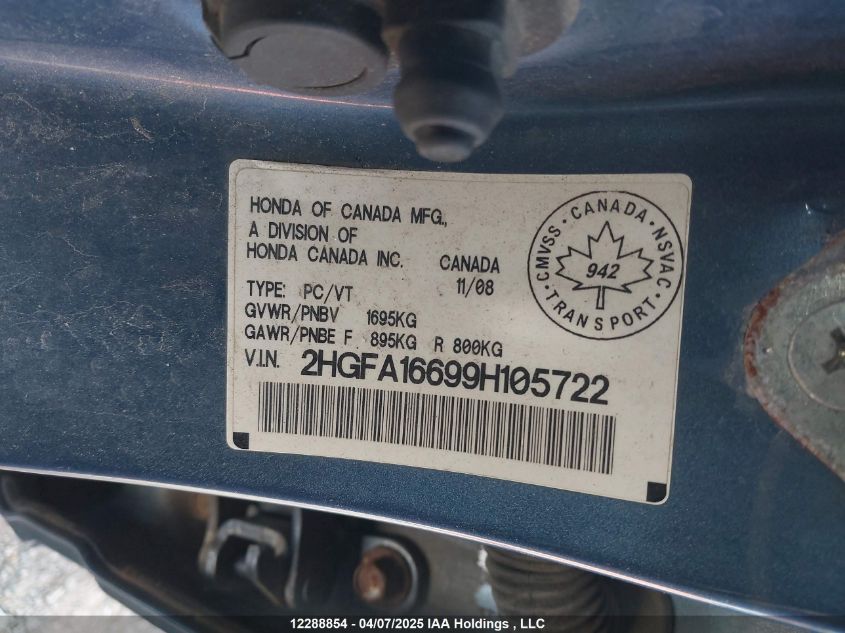 HONDA OF CANADA MFG.,
A DIVISION OF
HONDA CANADA INC. CANADA
TYPE: PC/VT 11/08
GVWR/PNBV 1695KG
GAWR/PNBE F 895KG R 800KG
V.I.N. 2HGFA16699H105722
CMVSS · CANADA · NSVAC
942
· TRANSPORT ·
12288854 - 04/07/2025 IAA Holdings , LLC